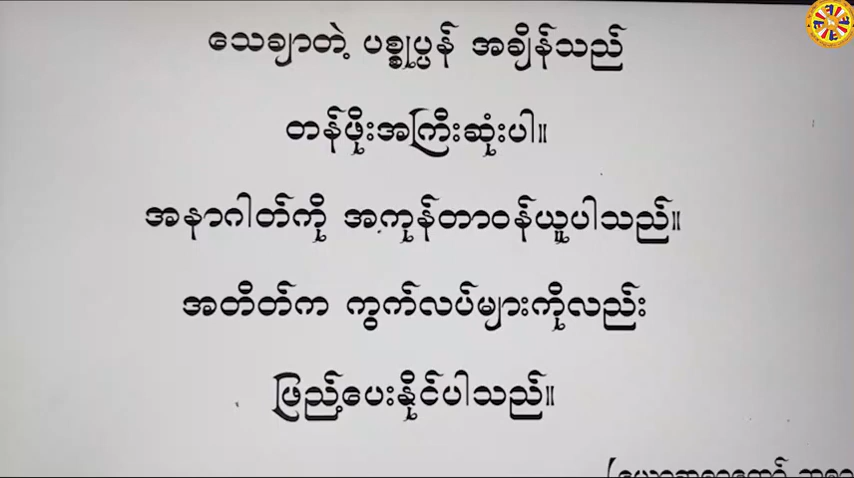 သေချာတဲ့ ပစ္စုပ္ပန် အချိန်သည်
တန်ဖိုးအကြီးဆုံးပါ။
အနာဂါတ်ကို အကုန်တာဝန်ယူပါသည်။
အတိတ်က ကွက်လပ်များကိုလည်း
ဖြည့်ပေးနိုင်ပါသည်။